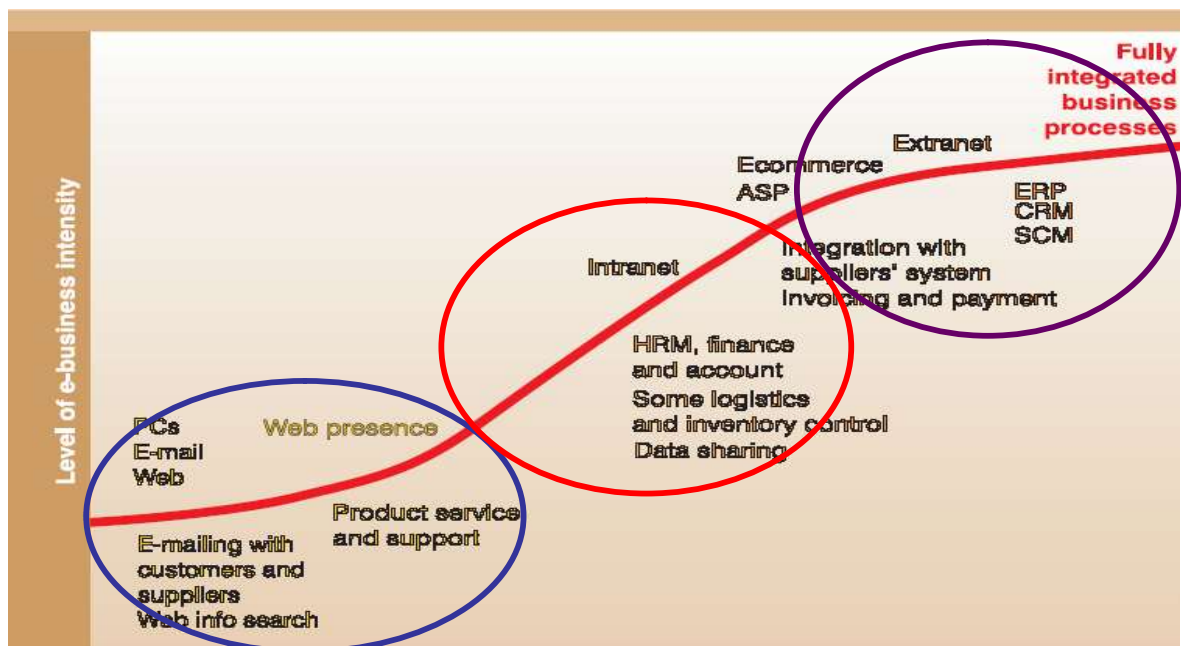 Fully
integrated
business
processes
Extranet
Ecommerce
ASP
ERP
CRM
SCM
Integration with
suppliers' system
Invoicing and payment
Intranet
HRM, finance
and account
Some logistics
and inventory control
Data sharing
Level of e-business intensity
PCs
E-mail
Web
Web presence
Product service
and support
E-mailing with
customers and
suppliers
Web info search